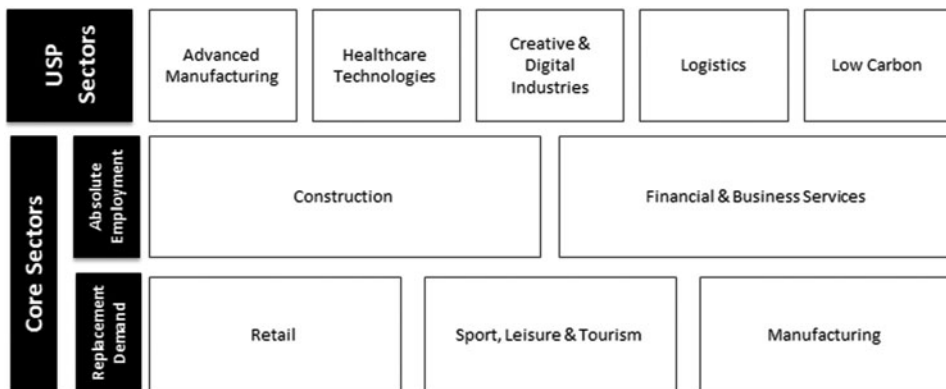 USP
Sectors
Advanced
Manufacturing
Healthcare
Technologies
Creative &
Digital
Industries
Logistics
Low Carbon
Core Sectors
Absolute
Employment
Construction
Financial & Business Services
Replacement
Demand
Retail
Sport, Leisure & Tourism
Manufacturing